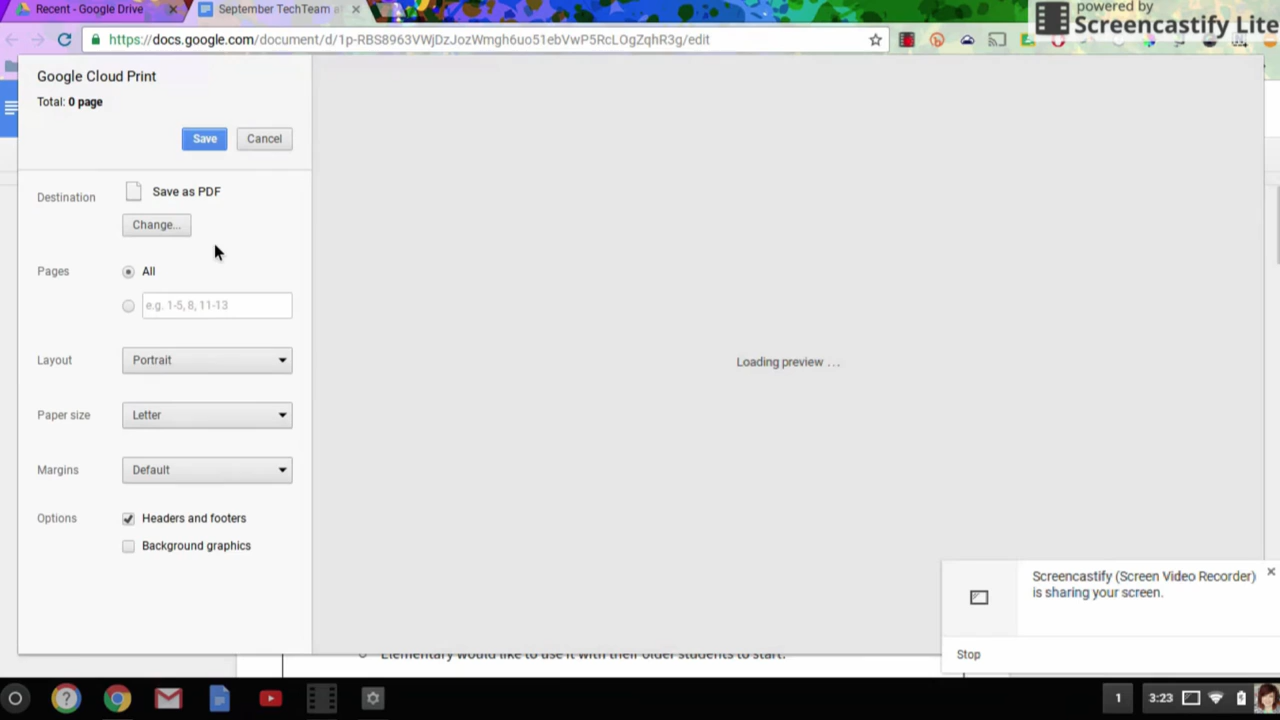 Recent - Google Drive
September TechTeam a
powered by
Screencastify Lite
https://docs.google.com/document/d/1p-RBS8963VWjDzJozWmgh6uo51ebVwP5RcLOgZqhR3g/edit
Google Cloud Print
Total: 0 page
Save Cancel
Destination Save as PDF
Change...
Pages All
e.g. 1-5, 8, 11-13
Layout Portrait
Loading preview . . .
Paper size Letter
Margins Default
Options Headers and footers
Background graphics
Screencastify (Screen Video Recorder)
is sharing your screen.
Stop
Elementary would like to use it with their older students to start.
1 3:23